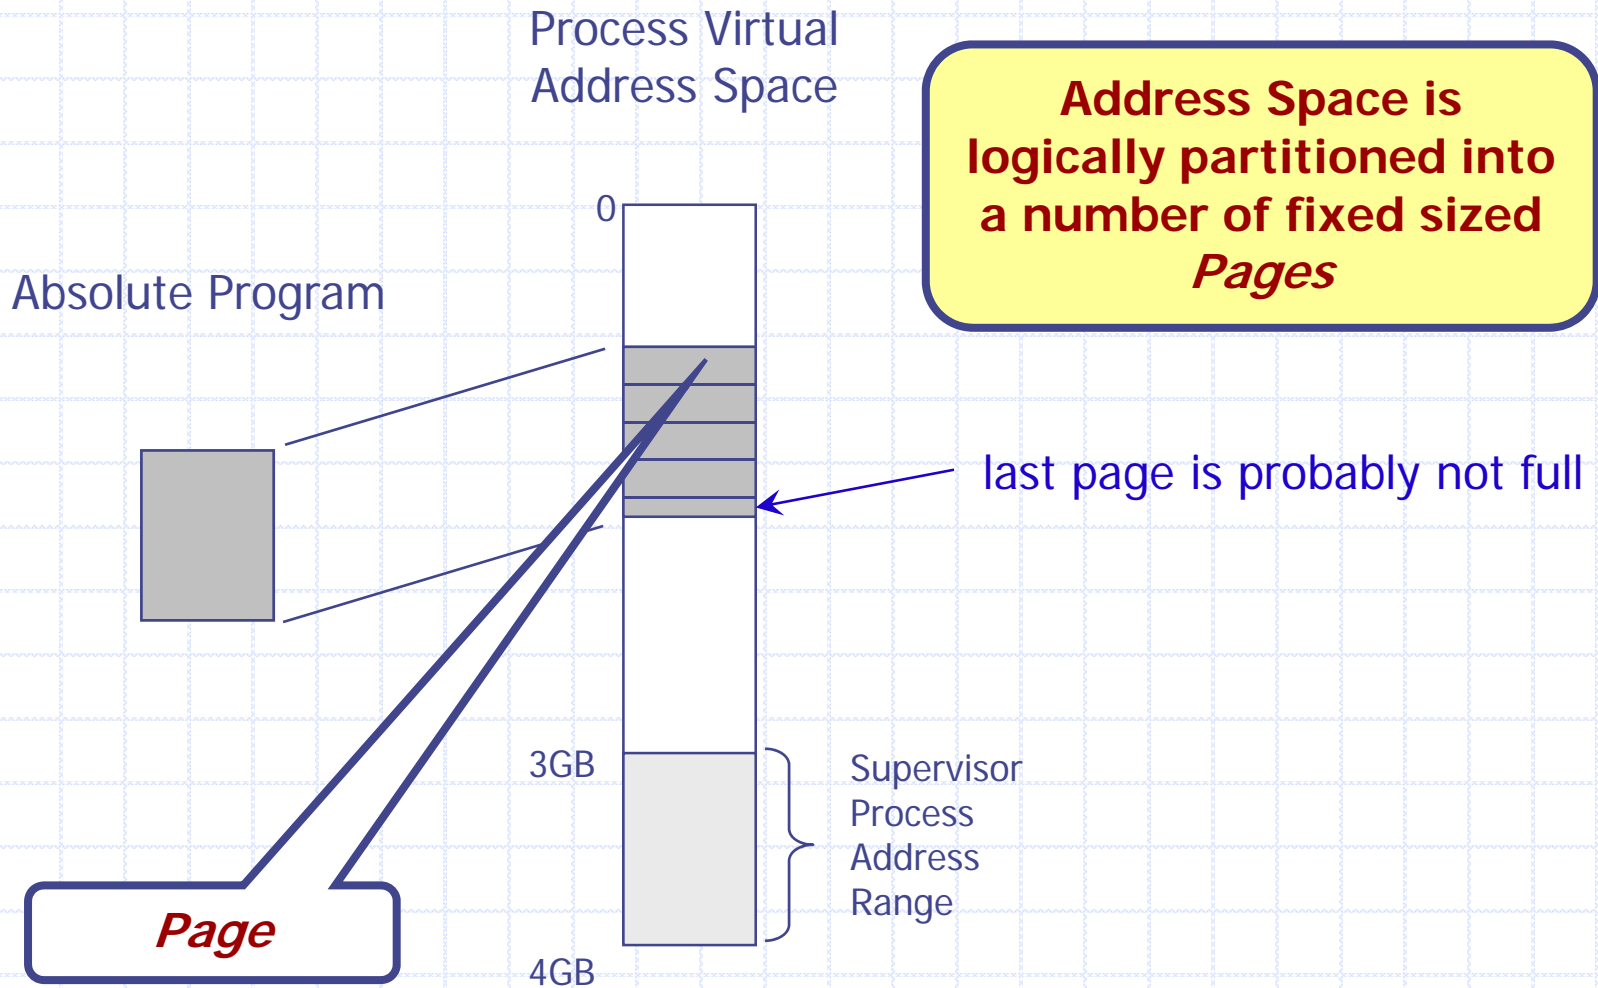 Process Virtual
Address Space
Address Space is
logically partitioned into
a number of fixed sized
Pages
0
Absolute Program
last page is probably not full
3GB
Supervisor
Process
Address
Range
Page
4GB